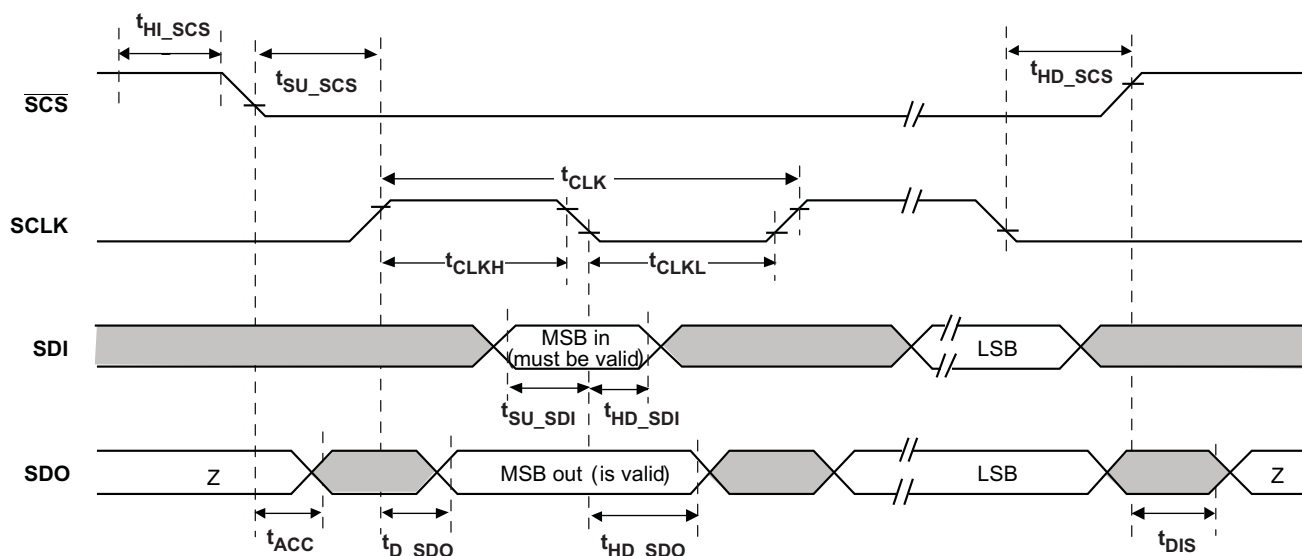 tHI_SCS
tSU_SCS
tHD_SCS
SCS
tCLK
SCLK
tCLKH
tCLKL
SDI
MSB in
(must be valid)
LSB
tSU_SDI
tHD_SDI
SDO
Z
MSB out (is valid)
LSB
Z
tACC
tD_SDO
tHD_SDO
tDIS